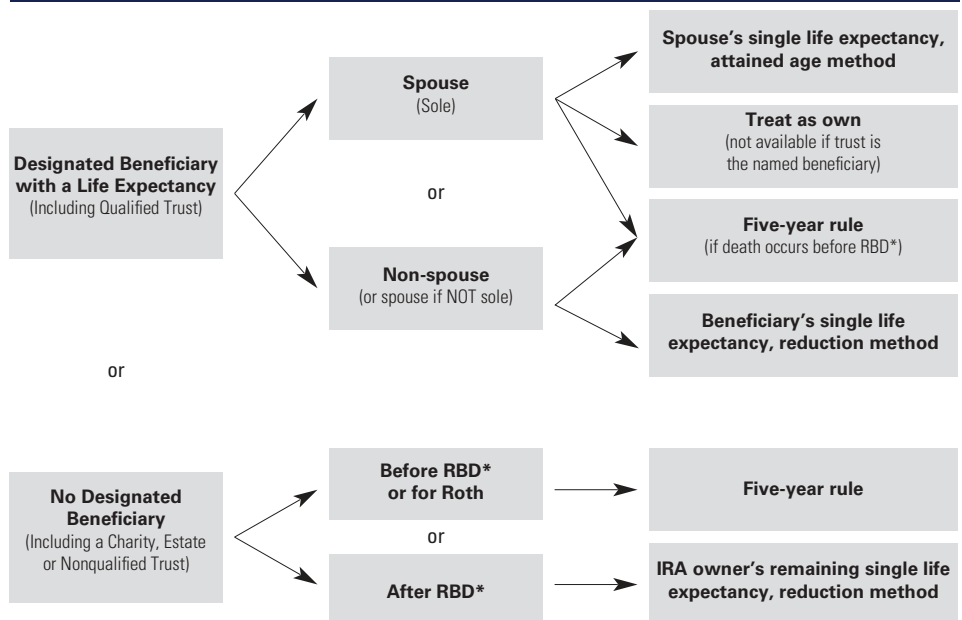 Designated Beneficiary
with a Life Expectancy
(Including Qualified Trust)
Spouse
(Sole)
or
Non-spouse
(or spouse if NOT sole)
Spouse's single life expectancy,
attained age method
Treat as own
(not available if trust is
the named beneficiary)
Five-year rule
(if death occurs before RBD*)
Beneficiary's single life
expectancy, reduction method
or
No Designated
Beneficiary
(Including a Charity, Estate
or Nonqualified Trust)
Before RBD*
or for Roth
or
After RBD*
Five-year rule
IRA owner's remaining single life
expectancy, reduction method